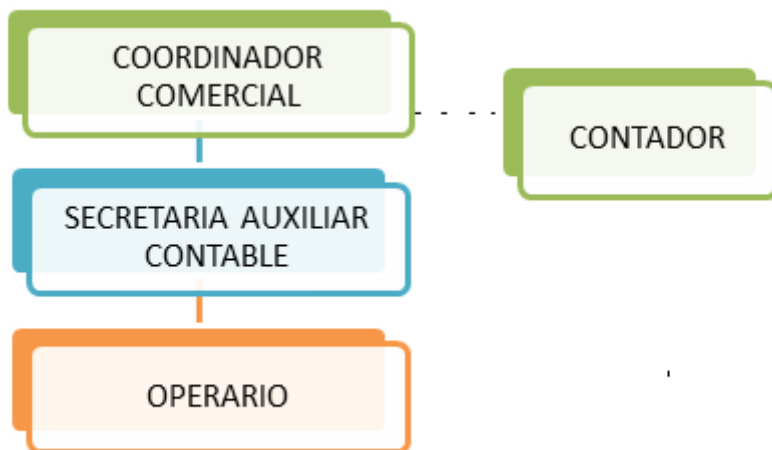 COORDINADOR
COMERCIAL
CONTADOR
SECRETARIA AUXILIAR
CONTABLE
OPERARIO